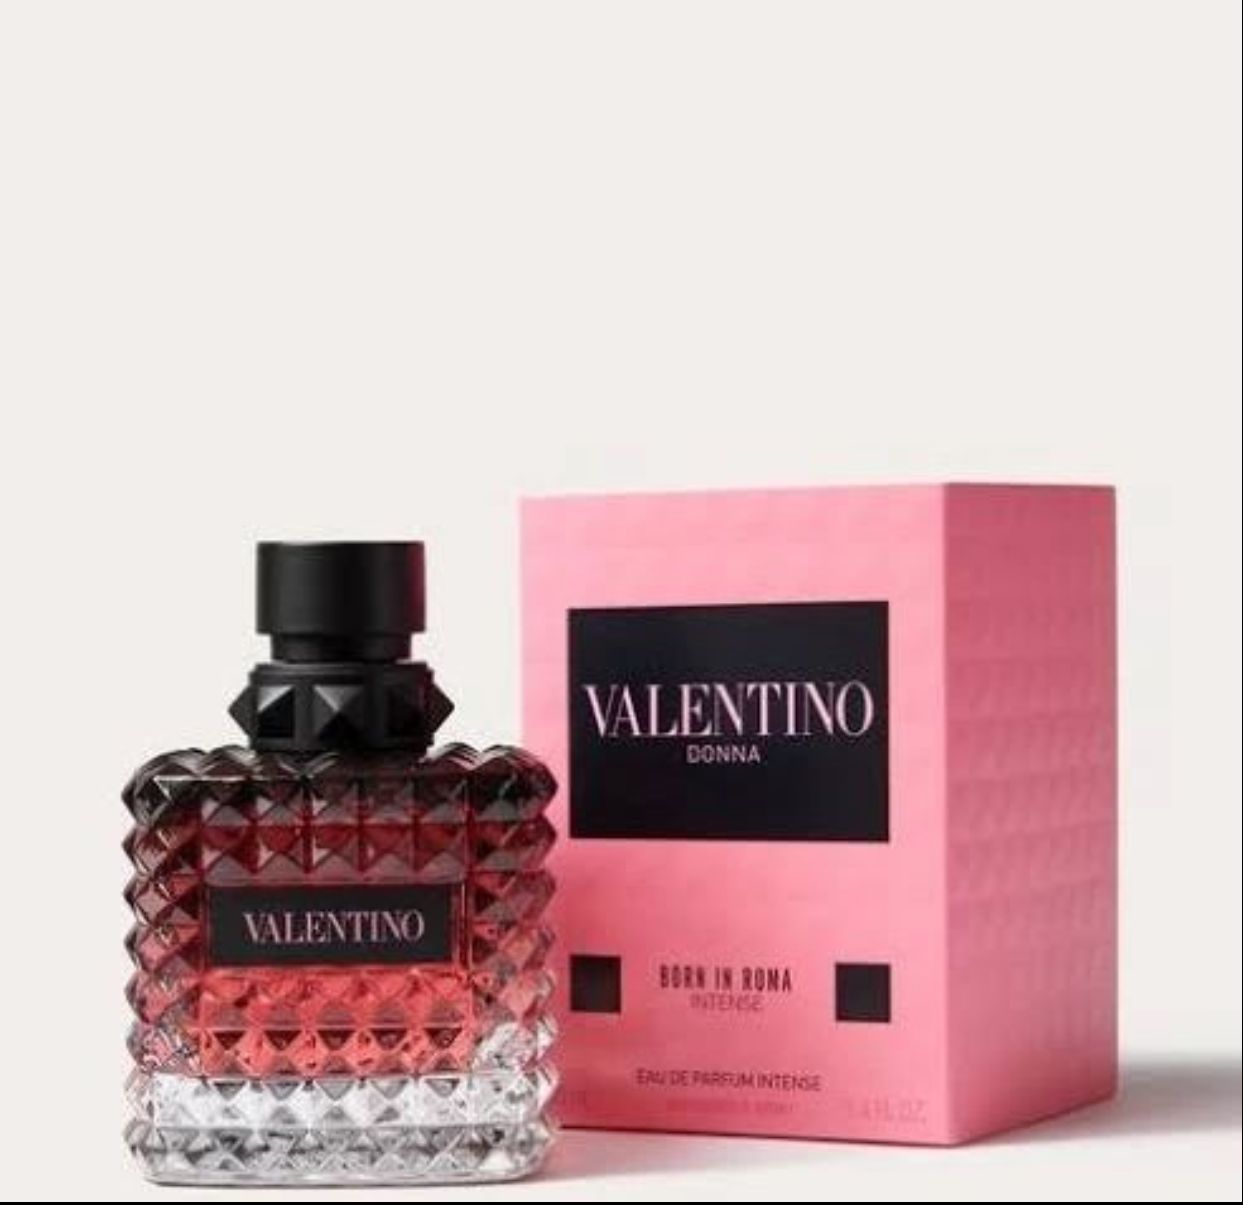 VALENTINO
DONNA
BORN IN ROMA
INTENSE
EAU DE PARFUM INTENSE
VALENTINO